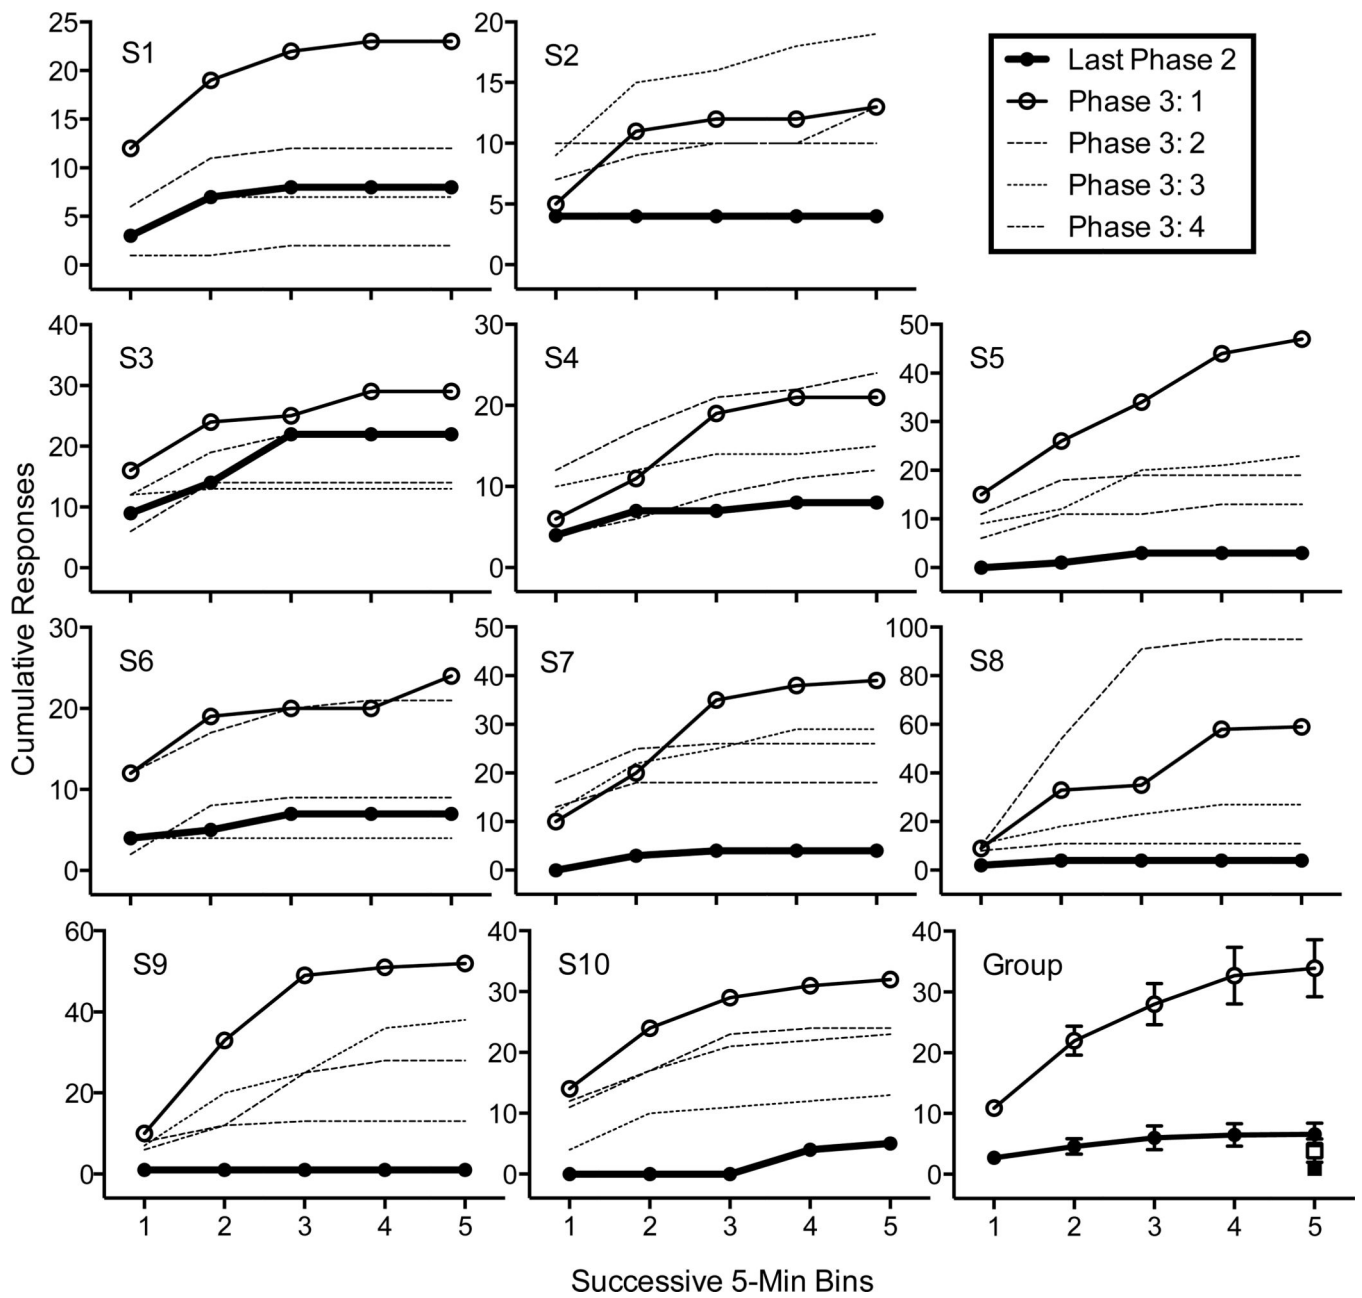 S1
25
20
15
10
5
0
S2
20
15
10
5
0
Last Phase 2
Phase 3: 1
Phase 3: 2
Phase 3: 3
Phase 3: 4
S3
40
30
20
10
0
S4
30
20
10
0
S5
50
40
30
20
10
0
Cumulative Responses
S6
30
20
10
0
S7
50
40
30
20
10
0
S8
100
80
60
40
20
0
S9
60
40
20
0
1 2 3 4 5
S10
40
30
20
10
0
1 2 3 4 5
Group
40
30
20
10
0
1 2 3 4 5
Successive 5-Min Bins